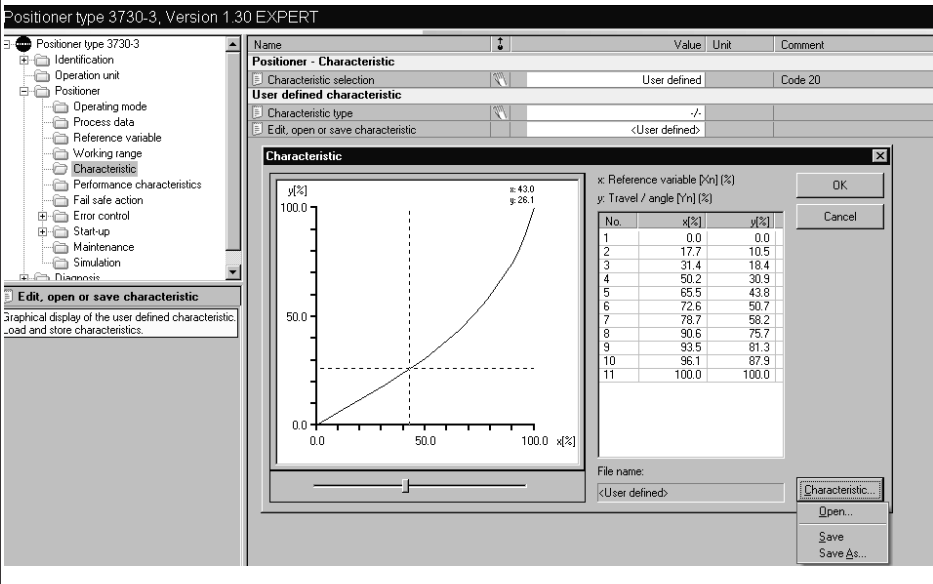 Positioner type 3730-3, Version 1.30 EXPERT
Positioner type 3730-3
Identification
Operation unit
Positioner
Operating mode
Process data
Reference variable
Working range
Characteristic
Performance characteristics
Fail safe action
Error control
Start-up
Maintenance
Simulation
Diagnosis
Edit, open or save characteristic
Graphical display of the user defined characteristic.
Load and store characteristics.
Name Value Unit Comment
Positioner - Characteristic
Characteristic selection User defined Code 20
User defined characteristic
Characteristic type -/-
Edit, open or save characteristic <User defined>
Characteristic
y[%]
x: 43.0
y: 26.1
100.0
50.0
0.0
0.0 50.0 100.0 x[%]
x: Reference variable [Xn] (%)
y: Travel / angle [Yn] (%)
No. x[%] y[%]
1 0.0 0.0
2 17.7 10.5
3 31.4 18.4
4 50.2 30.9
5 65.5 43.8
6 72.6 50.7
7 78.7 58.2
8 90.6 75.7
9 93.5 81.3
10 96.1 87.9
11 100.0 100.0
File name:
<User defined>
OK
Cancel
Characteristic...
Open...
Save
Save As...